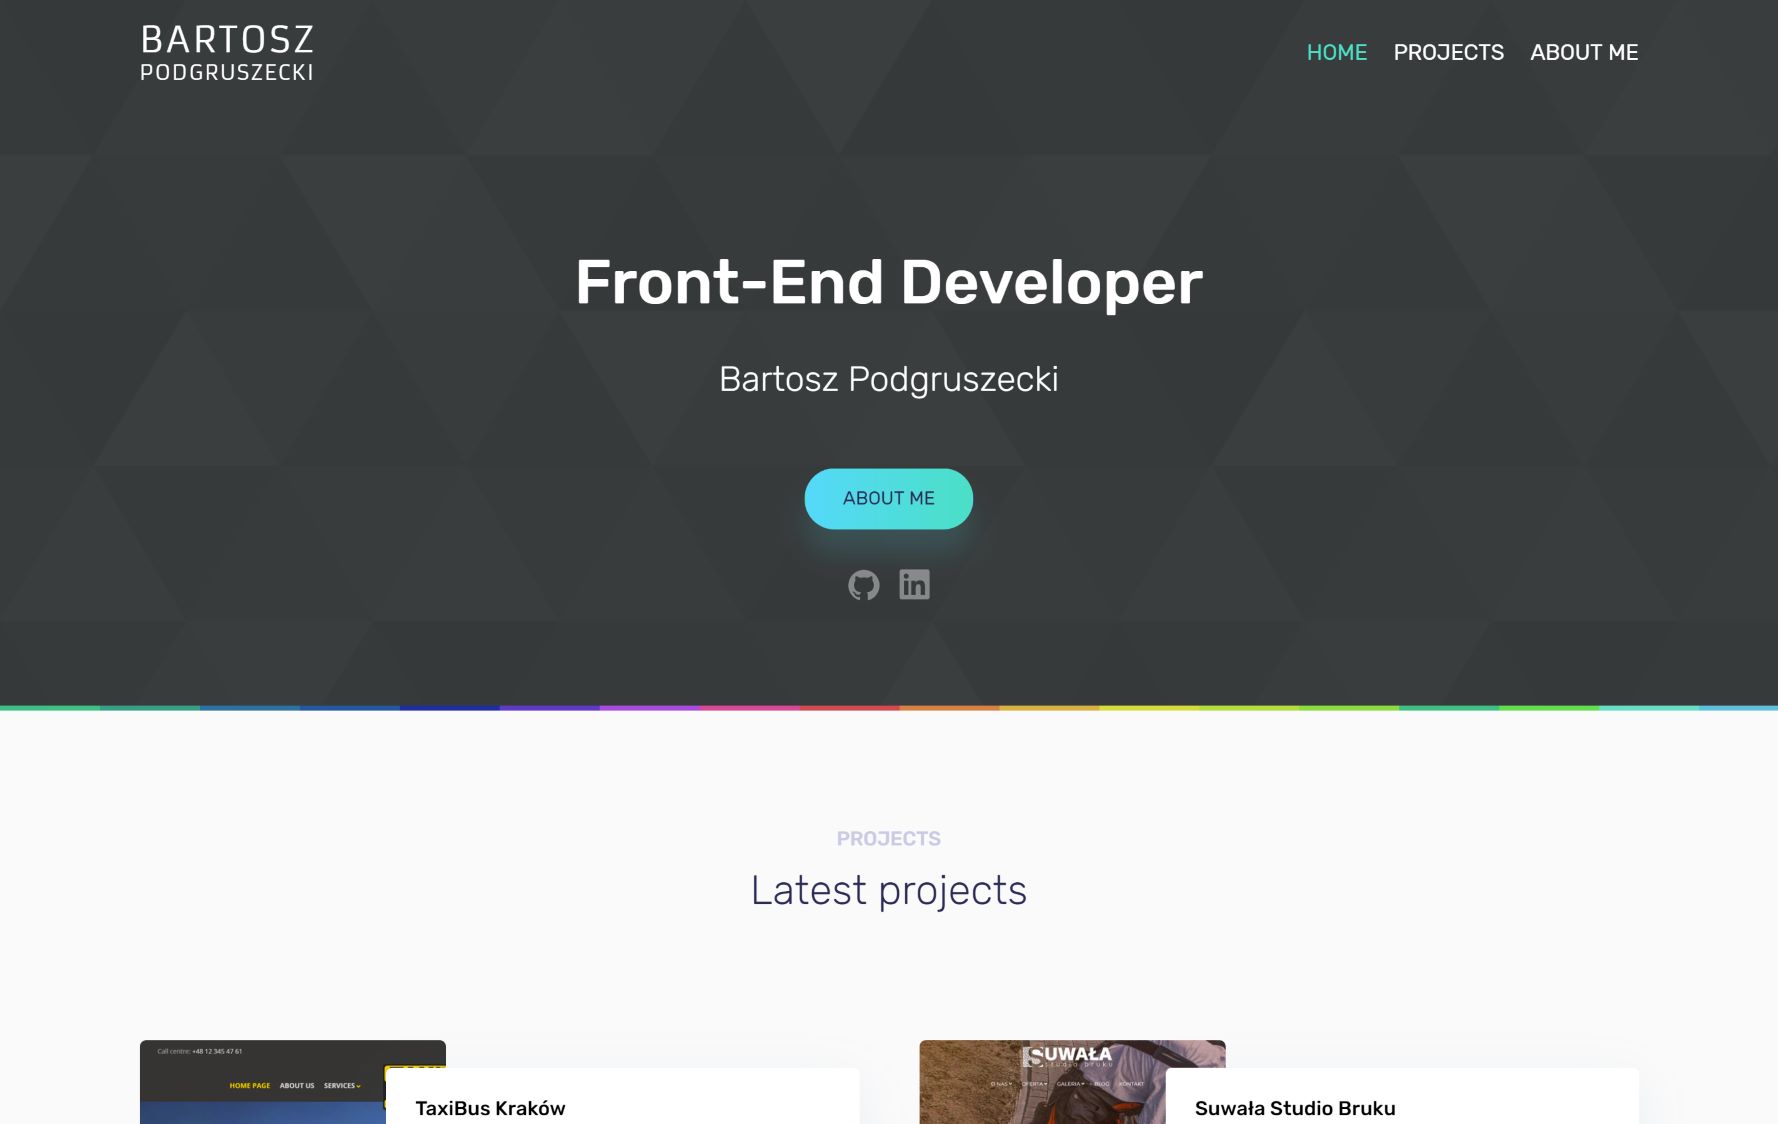 BARTOSZ
PODGRUSZECKI
HOME PROJECTS ABOUT ME
Front-End Developer
Bartosz Podgruszecki
ABOUT ME
in
PROJECTS
Latest projects
Call centre: +48 12 345 47 61
HOME PAGE ABOUT US SERVICES
TaxiBus Kraków
SUWAŁA
studio bruku
O NAS OFERTA GALERIA BLOG KONTAKT
Suwała Studio Bruku